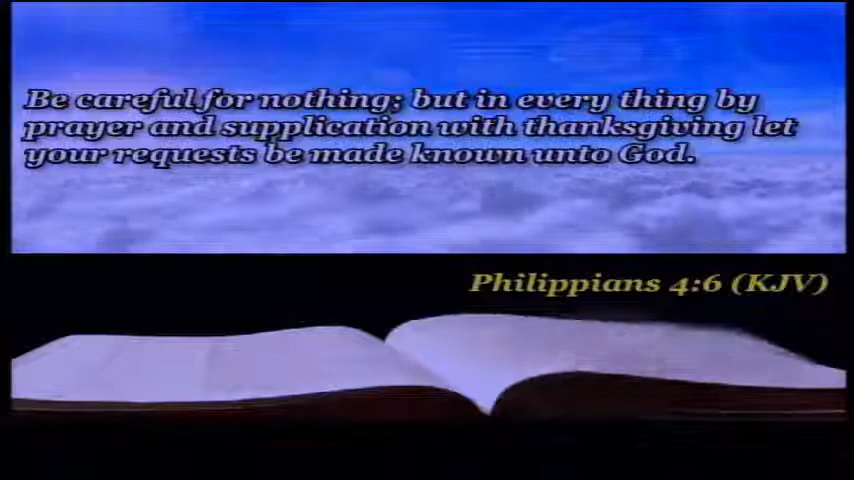 Be careful for nothing; but in every thing by
prayer and supplication with thanksgiving let
your requests be made known unto God.
Philippians 4:6 (KJV)